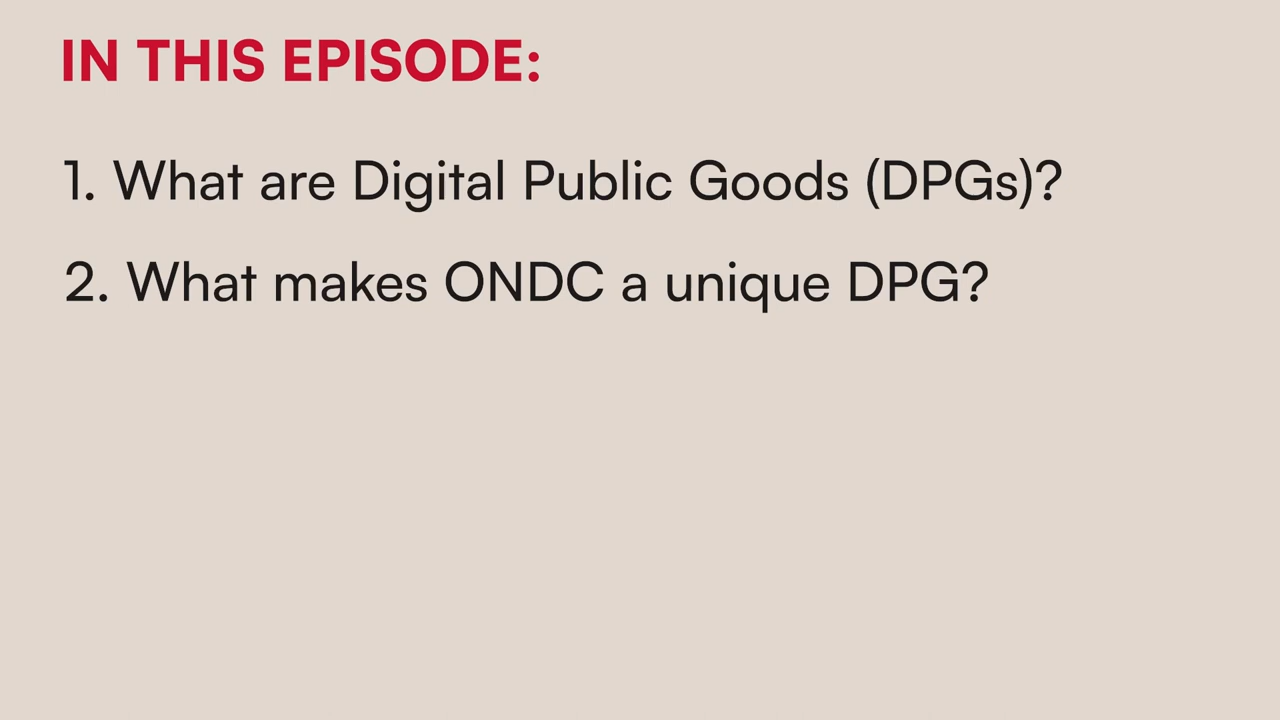 IN THIS EPISODE:
1. What are Digital Public Goods (DPGs)?
2. What makes ONDC a unique DPG?